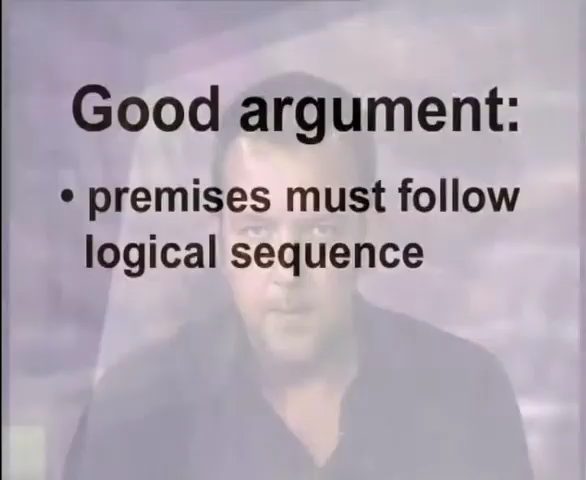 Good argument:
• premises must follow
logical sequence